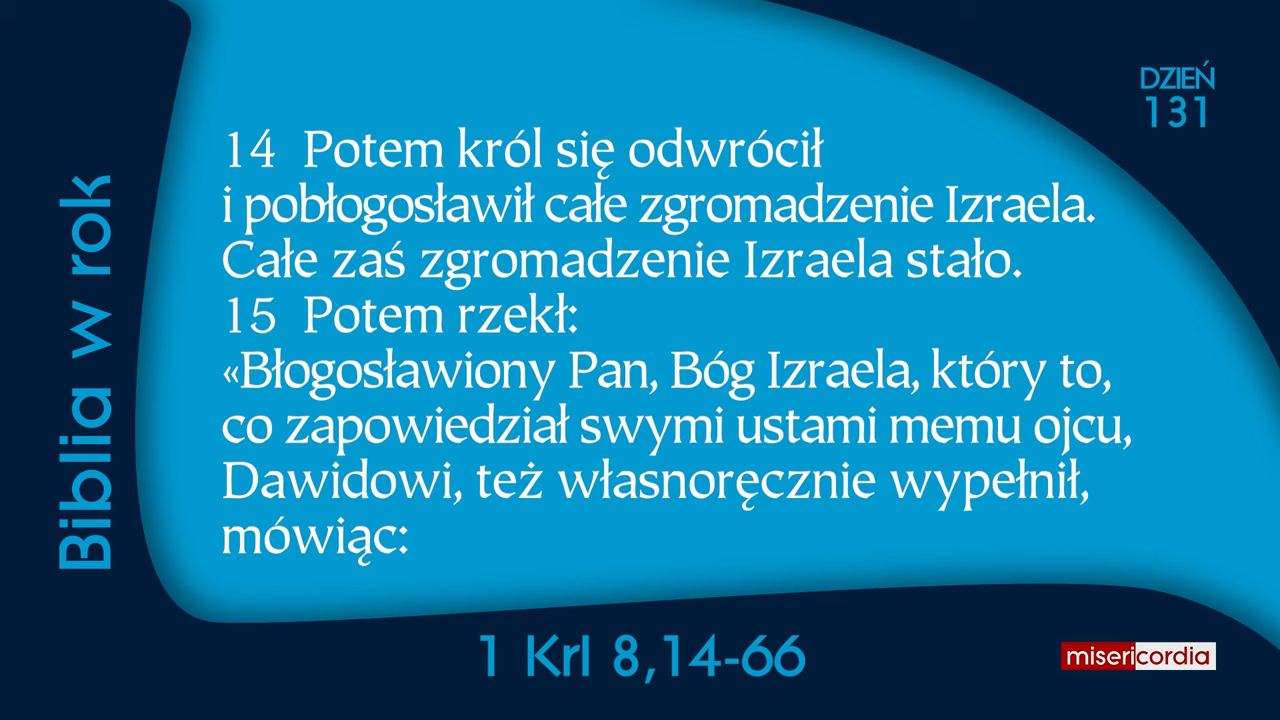 DZIEŃ
131
14 Potem król się odwrócił
i pobłogosławił całe zgromadzenie Izraela.
Całe zaś zgromadzenie Izraela stało.
15 Potem rzekł:
«Błogosławiony Pan, Bóg Izraela, który to,
co zapowiedział swymi ustami memu ojcu,
Dawidowi, też własnoręcznie wypełnił,
mówiąc:
Biblia w rok
1 Krl 8,14-66
misericordia